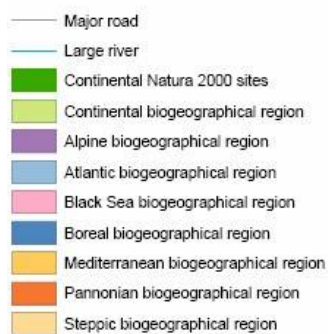 Major road
Large river
Continental Natura 2000 sites
Continental biogeographical region
Alpine biogeographical region
Atlantic biogeographical region
Black Sea biogeographical region
Boreal biogeographical region
Mediterranean biogeographical region
Pannonian biogeographical region
Steppic biogeographical region